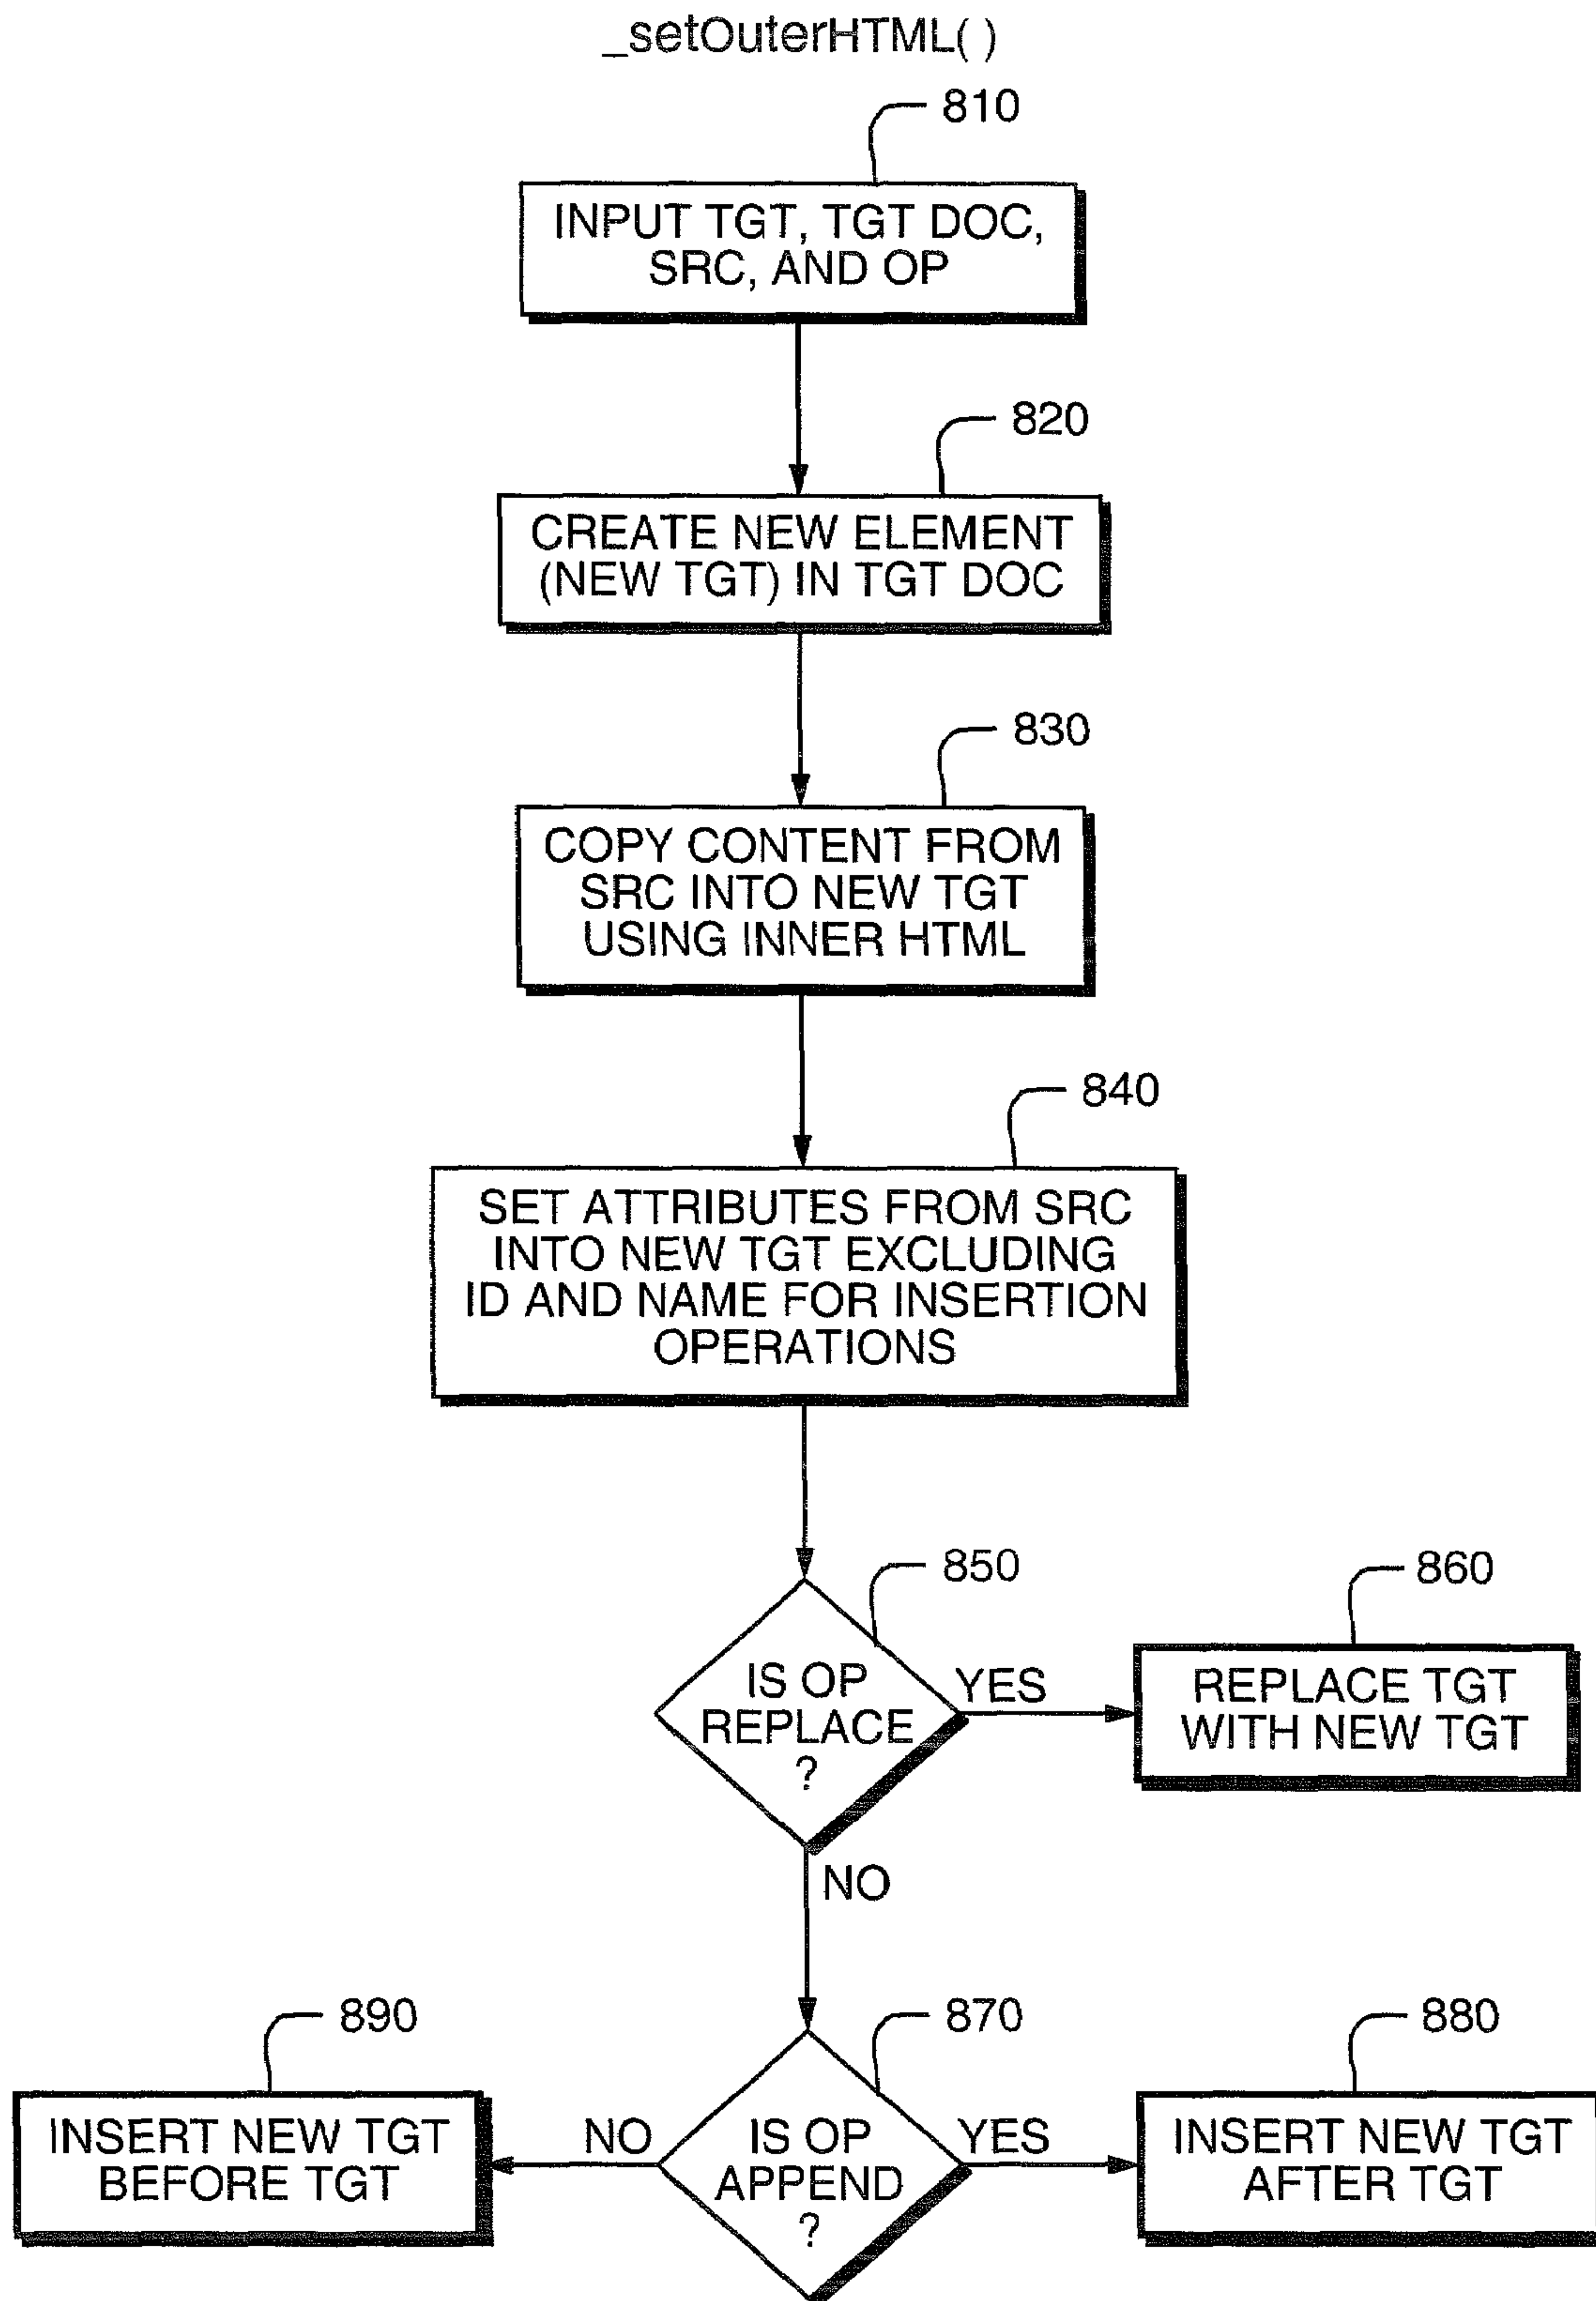 _setOuterHTML( )
810
INPUT TGT, TGT DOC,
SRC, AND OP
820
CREATE NEW ELEMENT
(NEW TGT) IN TGT DOC
830
COPY CONTENT FROM
SRC INTO NEW TGT
USING INNER HTML
840
SET ATTRIBUTES FROM SRC
INTO NEW TGT EXCLUDING
ID AND NAME FOR INSERTION
OPERATIONS
850
IS OP
REPLACE
?
YES
860
REPLACE TGT
WITH NEW TGT
NO
870
IS OP
APPEND
?
YES
880
INSERT NEW TGT
AFTER TGT
NO
890
INSERT NEW TGT
BEFORE TGT